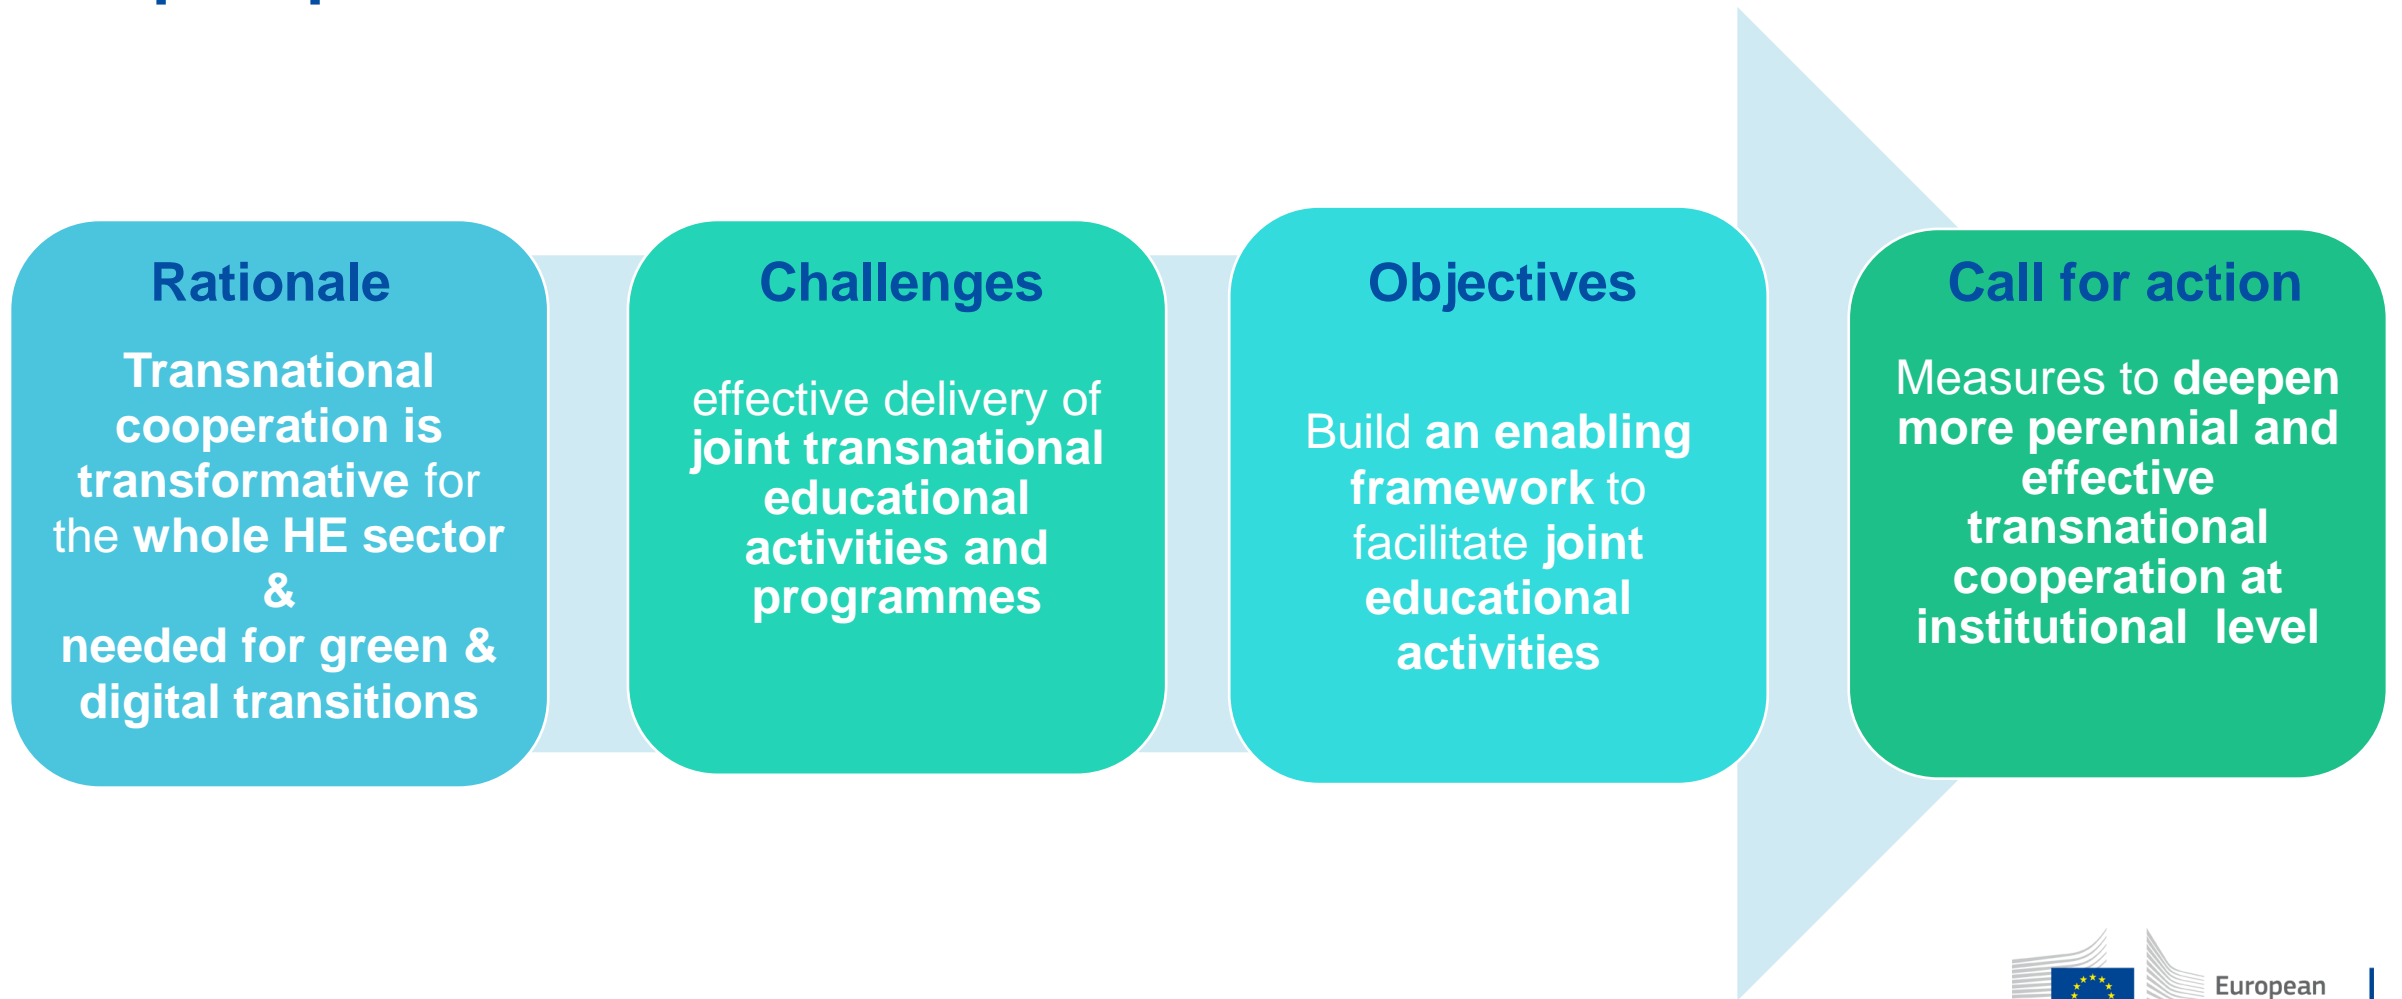 Rationale
Transnational
cooperation is
transformative for
the whole HE sector
&
needed for green &
digital transitions
Challenges
effective delivery of
joint transnational
educational
activities and
programmes
Objectives
Build an enabling
framework to
facilitate joint
educational
activities
Call for action
Measures to deepen
more perennial and
effective
transnational
cooperation at
institutional  level
European